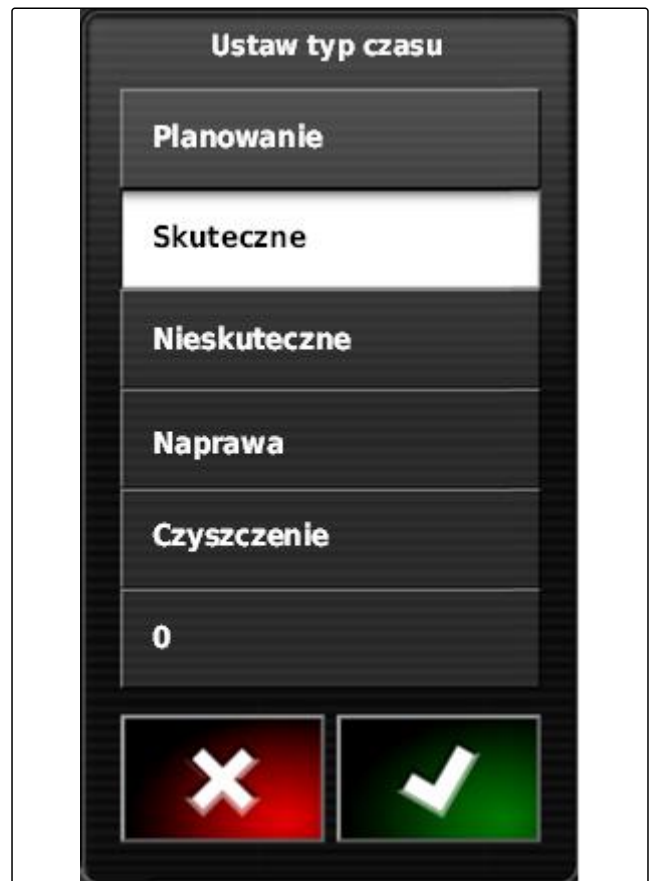 Ustaw typ czasu
Planowanie
Skuteczne
Nieskuteczne
Naprawa
Czyszczenie
0